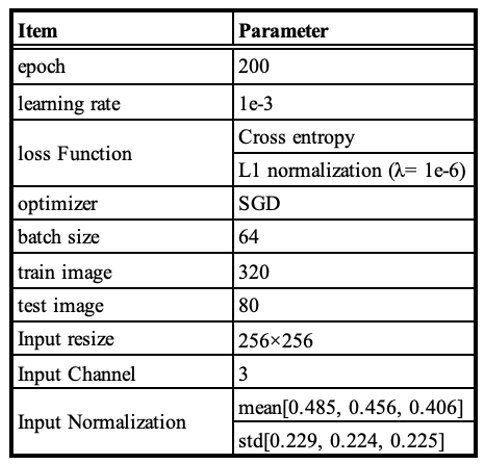 Item Parameter
epoch 200
learning rate 1e-3
loss Function Cross entropy
L1 normalization (λ= 1e-6)
optimizer SGD
batch size 64
train image 320
test image 80
Input resize 256×256
Input Channel 3
Input Normalization mean[0.485, 0.456, 0.406]
std[0.229, 0.224, 0.225]